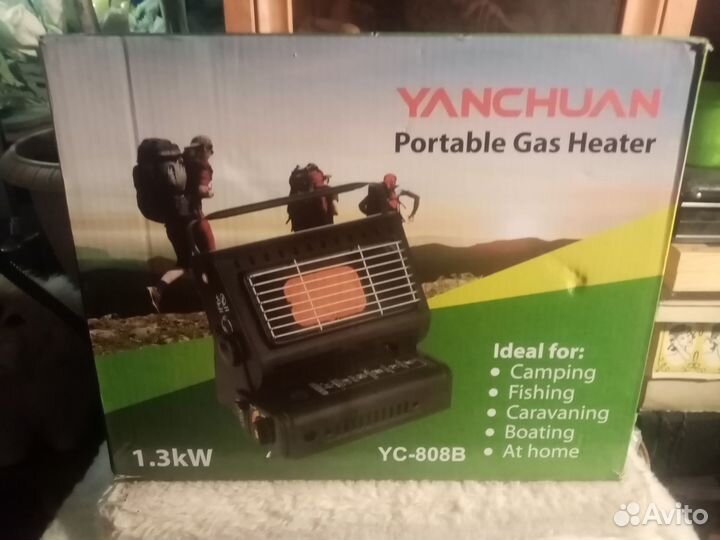 YANCHUAN
Portable Gas Heater
Ideal for:
• Camping
• Fishing
• Caravaning
• Boating
• At home
1.3kW
YC-808B
Avito